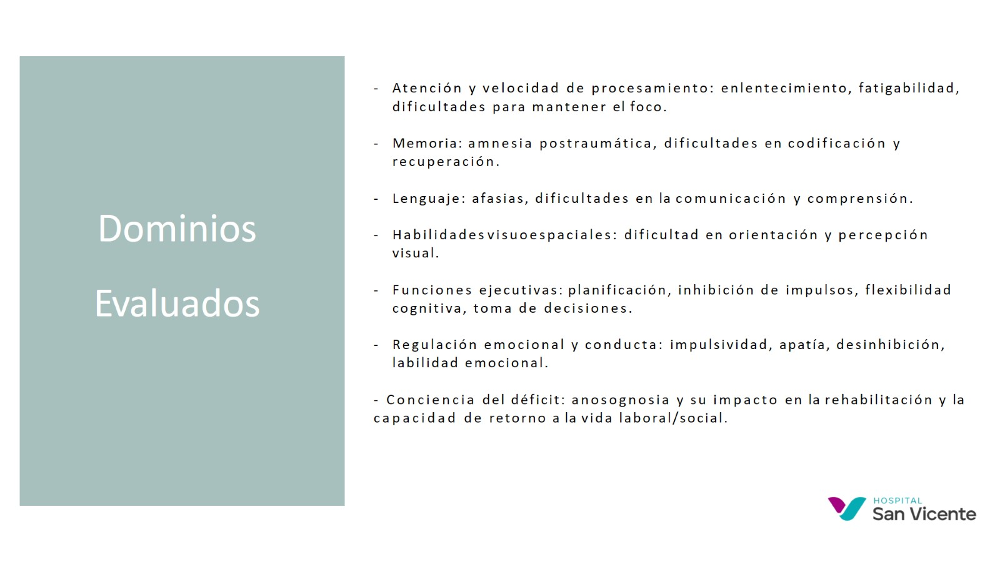 Dominios
Evaluados
- Atención y velocidad de procesamiento: enlentecimiento, fatigabilidad,
dificultades para mantener el foco.
- Memoria: amnesia postraumática, dificultades en codificación y
recuperación.
- Lenguaje: afasias, dificultades en la comunicación y comprensión.
- Habilidades visuoespaciales: dificultad en orientación y percepción
visual.
- Funciones ejecutivas: planificación, inhibición de impulsos, flexibilidad
cognitiva, toma de decisiones.
- Regulación emocional y conducta: impulsividad, apatía, desinhibición,
labilidad emocional.
- Conciencia del déficit: anosognosia y su impacto en la rehabilitación y la
capacidad de retorno a la vida laboral/social.
HOSPITAL
San Vicente